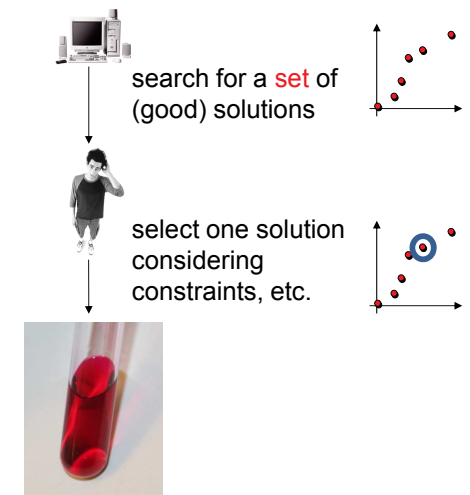 search for a set of
(good) solutions
select one solution
considering
constraints, etc.